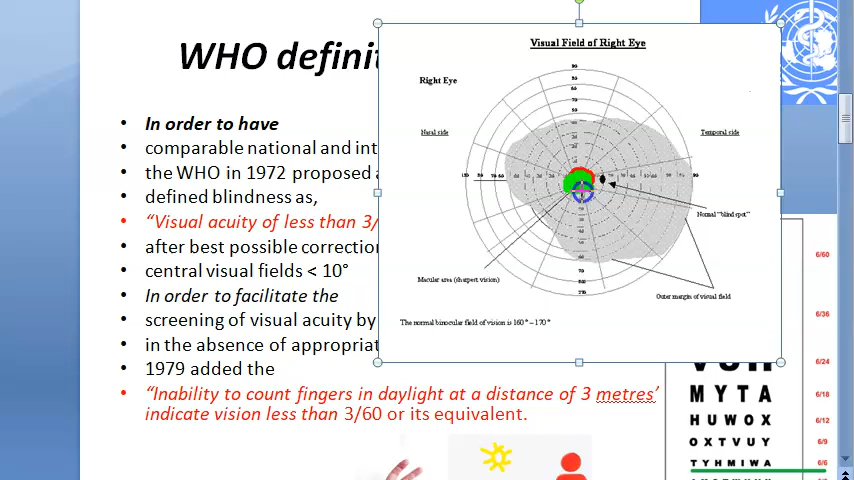 WHO definit
In order to have
comparable national and int
the WHO in 1972 proposed a
defined blindness as,
"Visual acuity of less than 3/
after best possible correction
central visual fields < 10°
In order to facilitate the
screening of visual acuity by
in the absence of appropriat
1979 added the
"Inability to count fingers in daylight at a distance of 3 metres'
indicate vision less than 3/60 or its equivalent.
Visual Field of Right Eye
Right Eye
Nasal side
Temporal side
Normal "blind spot"
Macular area (sharpest vision)
Outer margin of visual field
The normal binocular field of vision is 160° – 170°
6/60
6/36
6/24
MYTA
6/18
HUWOX
6/12
OXTVUY
6/9
TYHMIWA
6/6